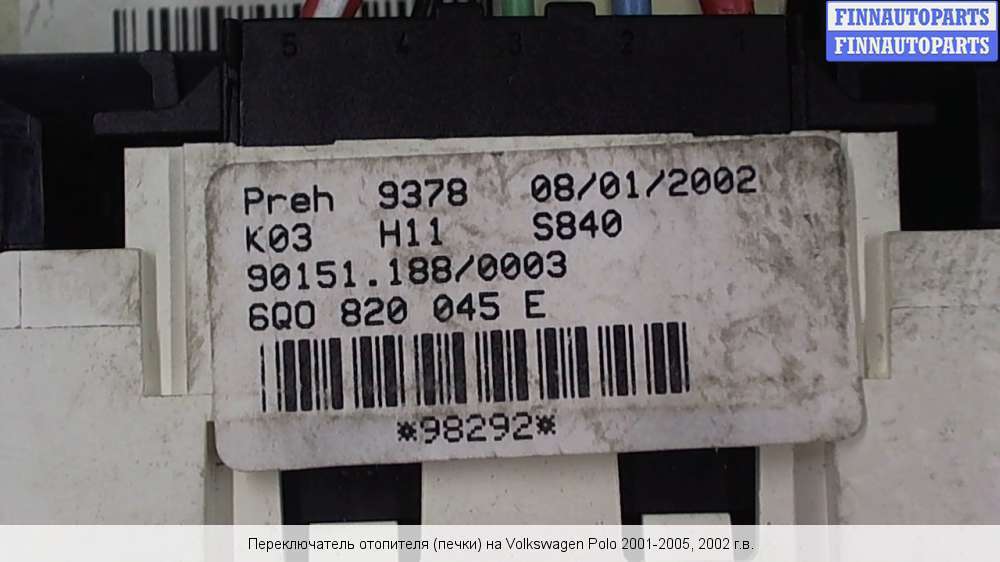 FINNAUTOPARTS
FINNAUTOPARTS
5 4 3 2 1
Preh 9378 08/01/2002
K03 H11 S840
90151.188/0003
6Q0 820 045 E
*98292*
Переключатель отопителя (печки) на Volkswagen Polo 2001-2005, 2002 г.в.